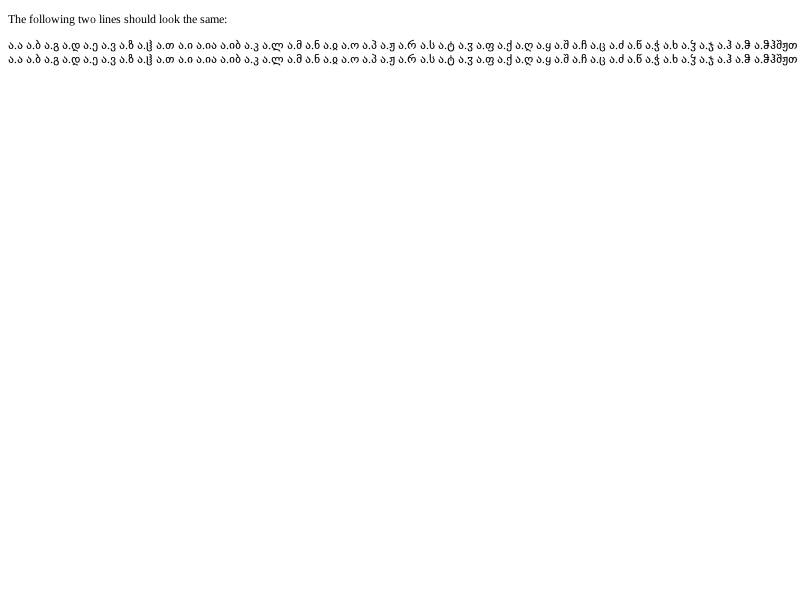 The following two lines should look the same:
ა.ა ა.ბ ა.გ ა.დ ა.ე ა.ვ ა.ზ ა.ჱ ა.თ ა.ი ა.ია ა.იბ ა.კ ა.ლ ა.მ ა.ნ ა.ჲ ა.ო ა.პ ა.ჟ ა.რ ა.ს ა.ტ ა.ჳ ა.ფ ა.ქ ა.ღ ა.ყ ა.შ ა.ჩ ა.ც ა.ძ ა.წ ა.ჭ ა.ხ ა.ჴ ა.ჯ ა.ჰ ა.ჵ ა.ჵჰშჟთ
ა.ა ა.ბ ა.გ ა.დ ა.ე ა.ვ ა.ზ ა.ჱ ა.თ ა.ი ა.ია ა.იბ ა.კ ა.ლ ა.მ ა.ნ ა.ჲ ა.ო ა.პ ა.ჟ ა.რ ა.ს ა.ტ ა.ჳ ა.ფ ა.ქ ა.ღ ა.ყ ა.შ ა.ჩ ა.ც ა.ძ ა.წ ა.ჭ ა.ხ ა.ჴ ა.ჯ ა.ჰ ა.ჵ ა.ჵჰშჟთ